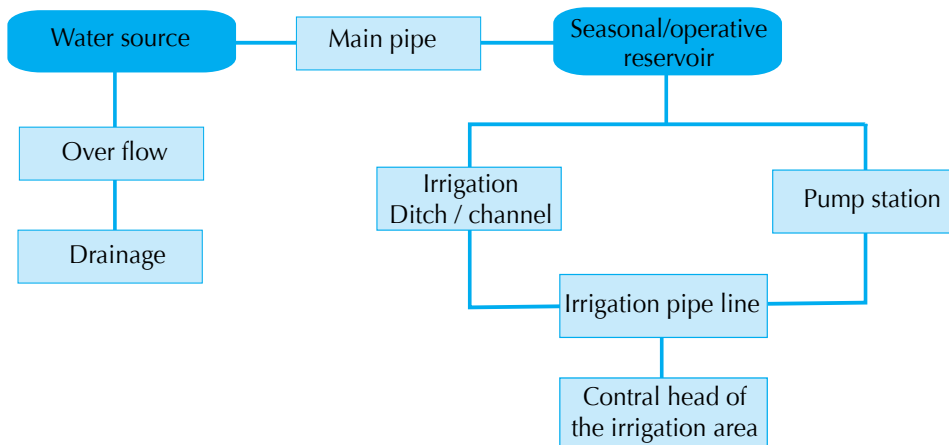 Water source
Main pipe
Seasonal/operative
reservoir
Over flow
Irrigation
Ditch / channel
Pump station
Drainage
Irrigation pipe line
Contral head of
the irrigation area